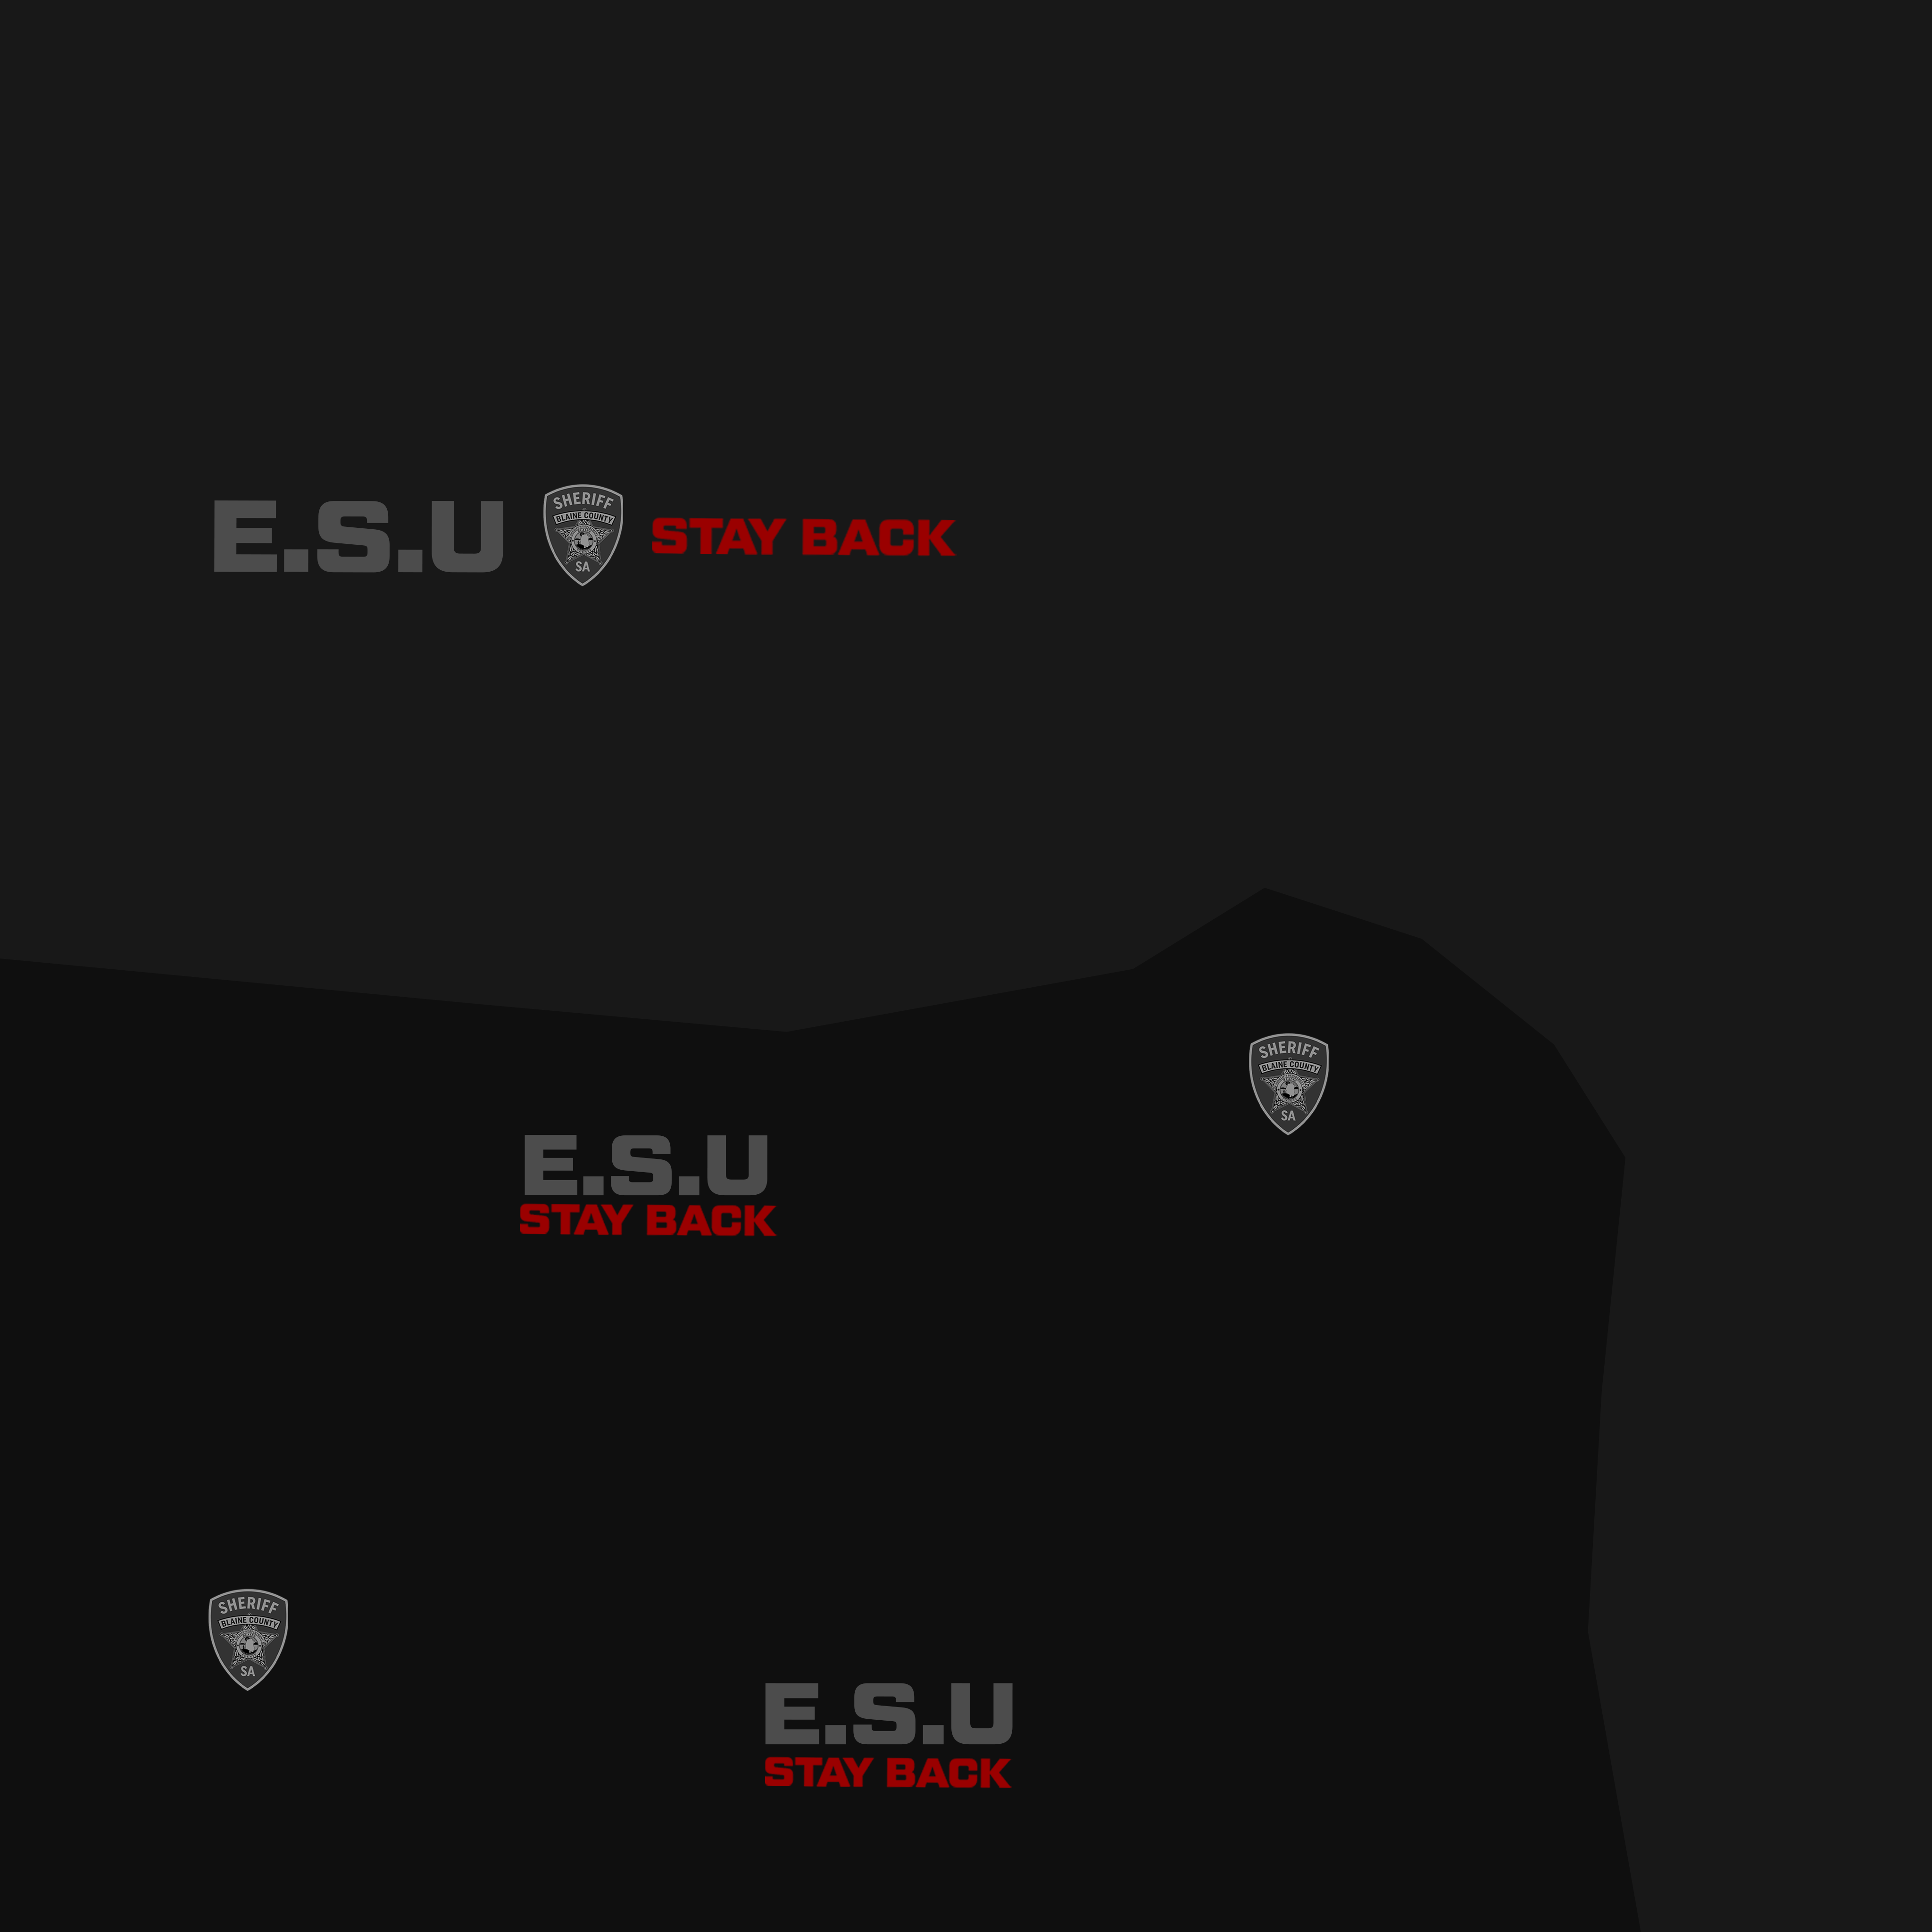 E.S.U
SHERIFF
BLAINE COUNTY
SA
STAY BACK
SHERIFF
BLAINE COUNTY
SA
E.S.U
STAY BACK
SHERIFF
BLAINE COUNTY
SA
E.S.U
STAY BACK